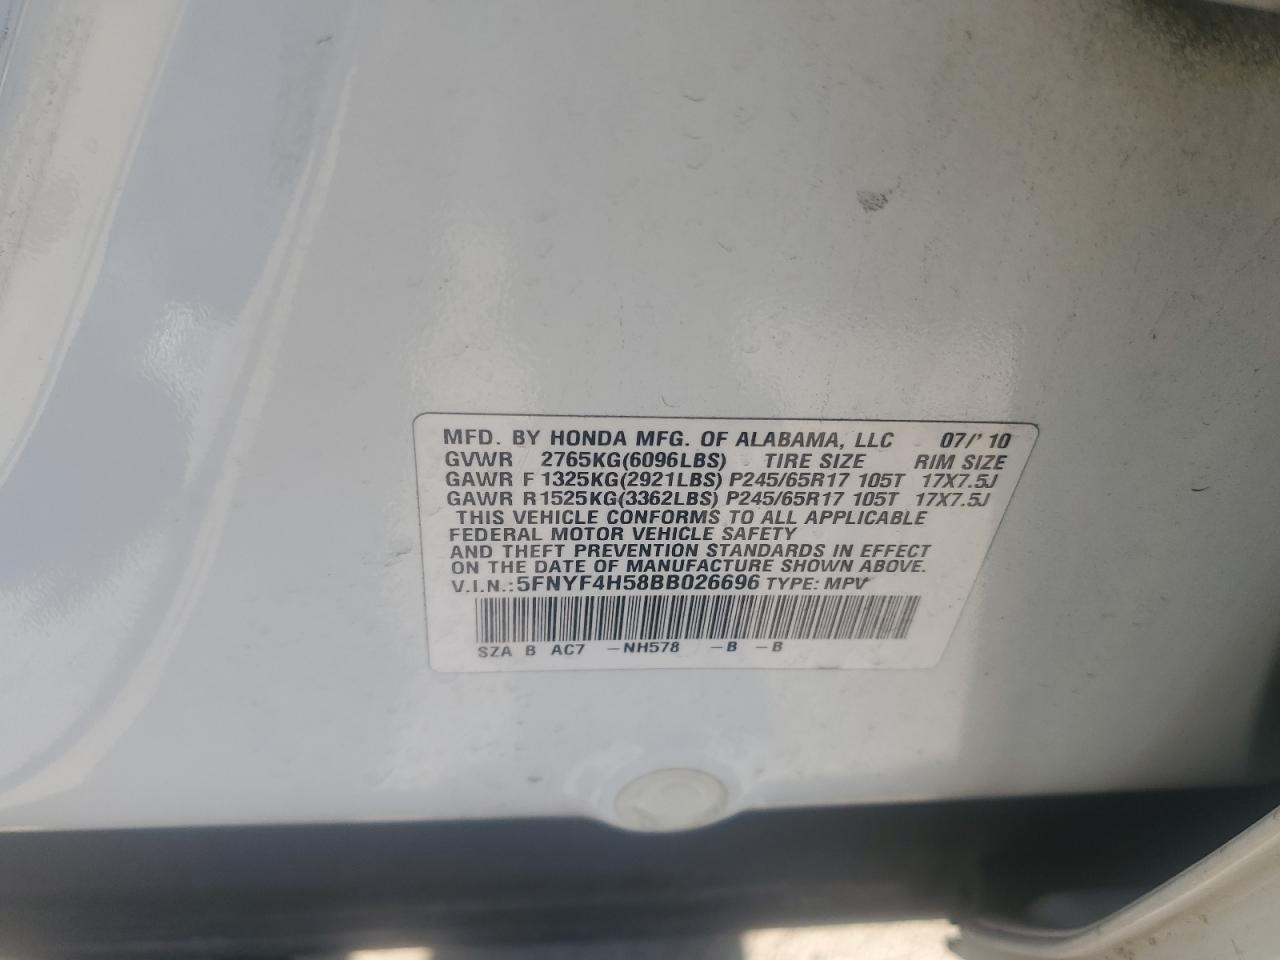 MFD. BY HONDA MFG. OF ALABAMA, LLC 07/'10
GVWR 2765KG(6096LBS) TIRE SIZE RIM SIZE
GAWR F 1325KG(2921LBS) P245/65R17 105T 17X7.5J
GAWR R1525KG(3362LBS) P245/65R17 105T 17X7.5J
THIS VEHICLE CONFORMS TO ALL APPLICABLE
FEDERAL MOTOR VEHICLE SAFETY
AND THEFT PREVENTION STANDARDS IN EFFECT
ON THE DATE OF MANUFACTURE SHOWN ABOVE.
V.I.N.:5FNYF4H58BB026696 TYPE: MPV
SZA B AC7 -NH578 -B -B